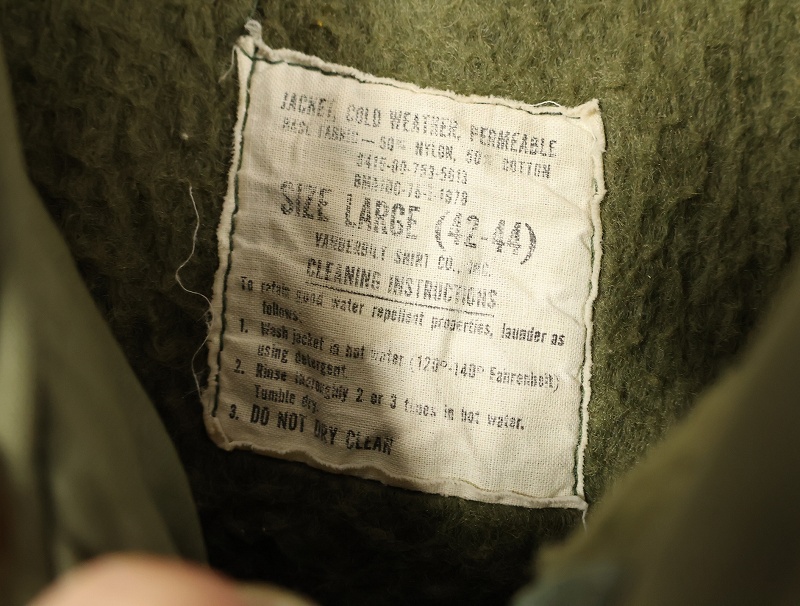 JACKET, COLD WEATHER, PERMEABLE
BASE FABRIC — 50% NYLON, 50% COTTON
8415-00-753-5613
SIZE LARGE (42-44)
VANDERBILT SHIRT CO., INC.
CLEANING INSTRUCTIONS
To retain good water repellent properties, launder as
follows:
1. Wash jacket in hot water (120°-140° Fahrenheit)
using detergent.
2. Rinse thoroughly 2 or 3 times in hot water.
Tumble dry.
3. DO NOT DRY CLEAN